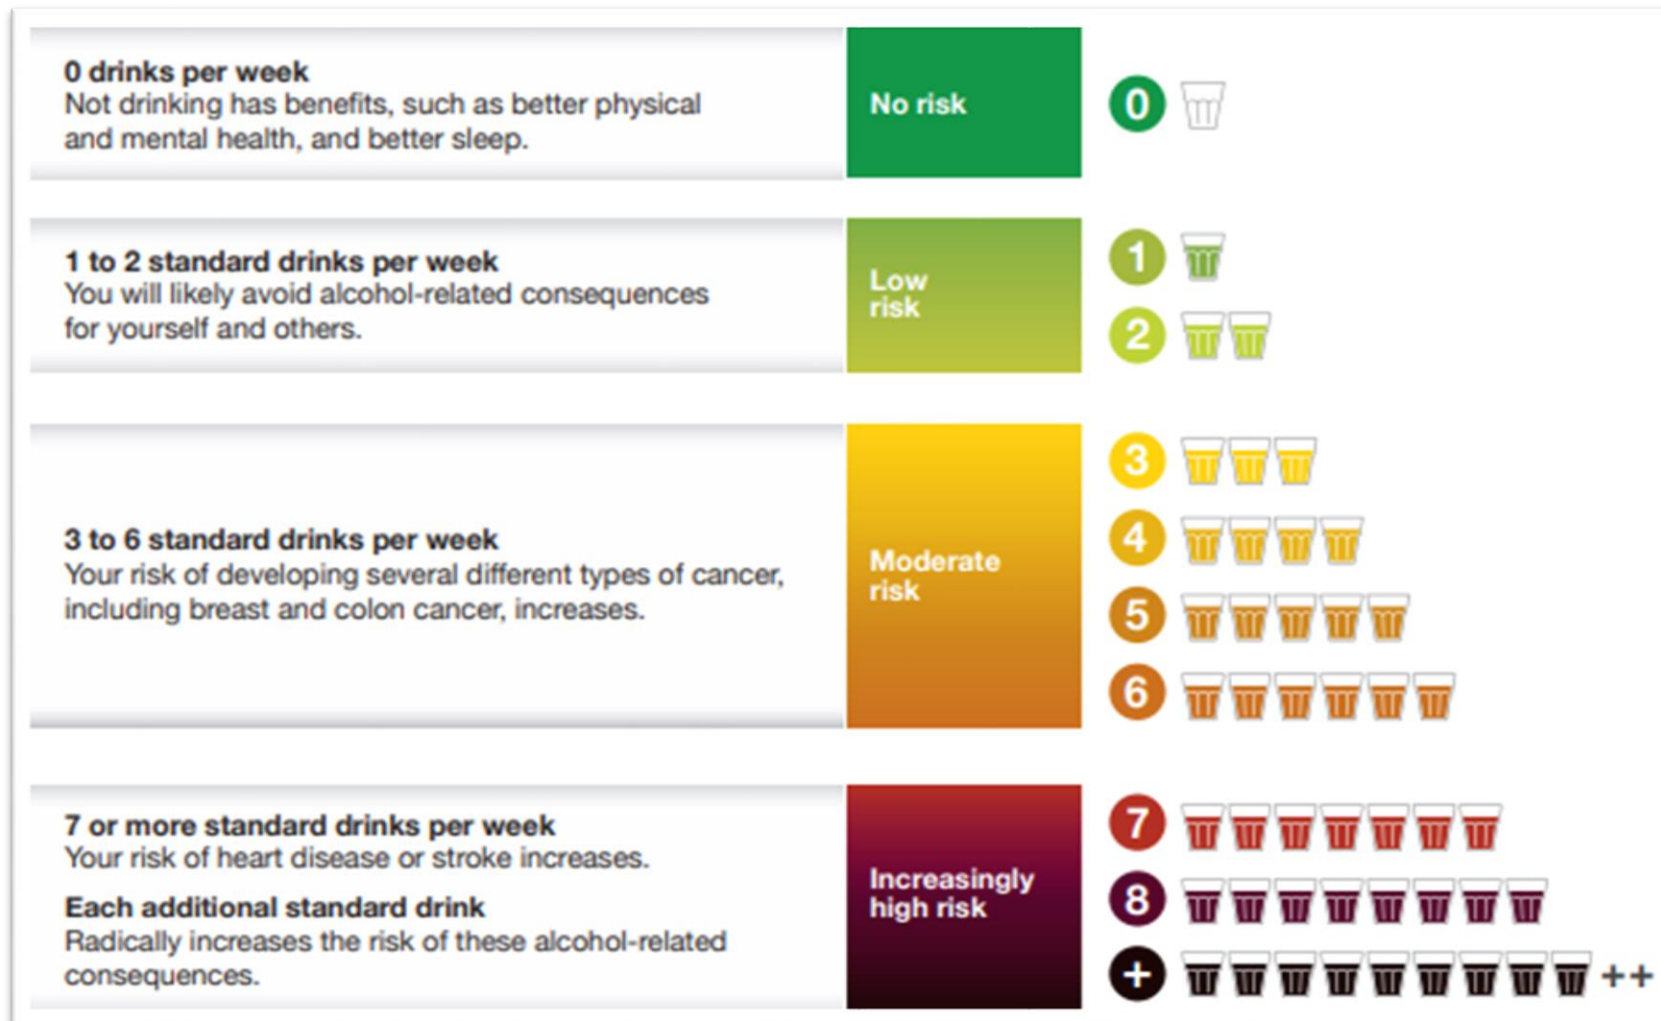 0 drinks per week
Not drinking has benefits, such as better physical
and mental health, and better sleep.
No risk
0
1 to 2 standard drinks per week
You will likely avoid alcohol-related consequences
for yourself and others.
Low
risk
1
2
3 to 6 standard drinks per week
Your risk of developing several different types of cancer,
including breast and colon cancer, increases.
Moderate
risk
3
4
5
6
7 or more standard drinks per week
Your risk of heart disease or stroke increases.
Each additional standard drink
Radically increases the risk of these alcohol-related
consequences.
Increasingly
high risk
7
8
+ ++